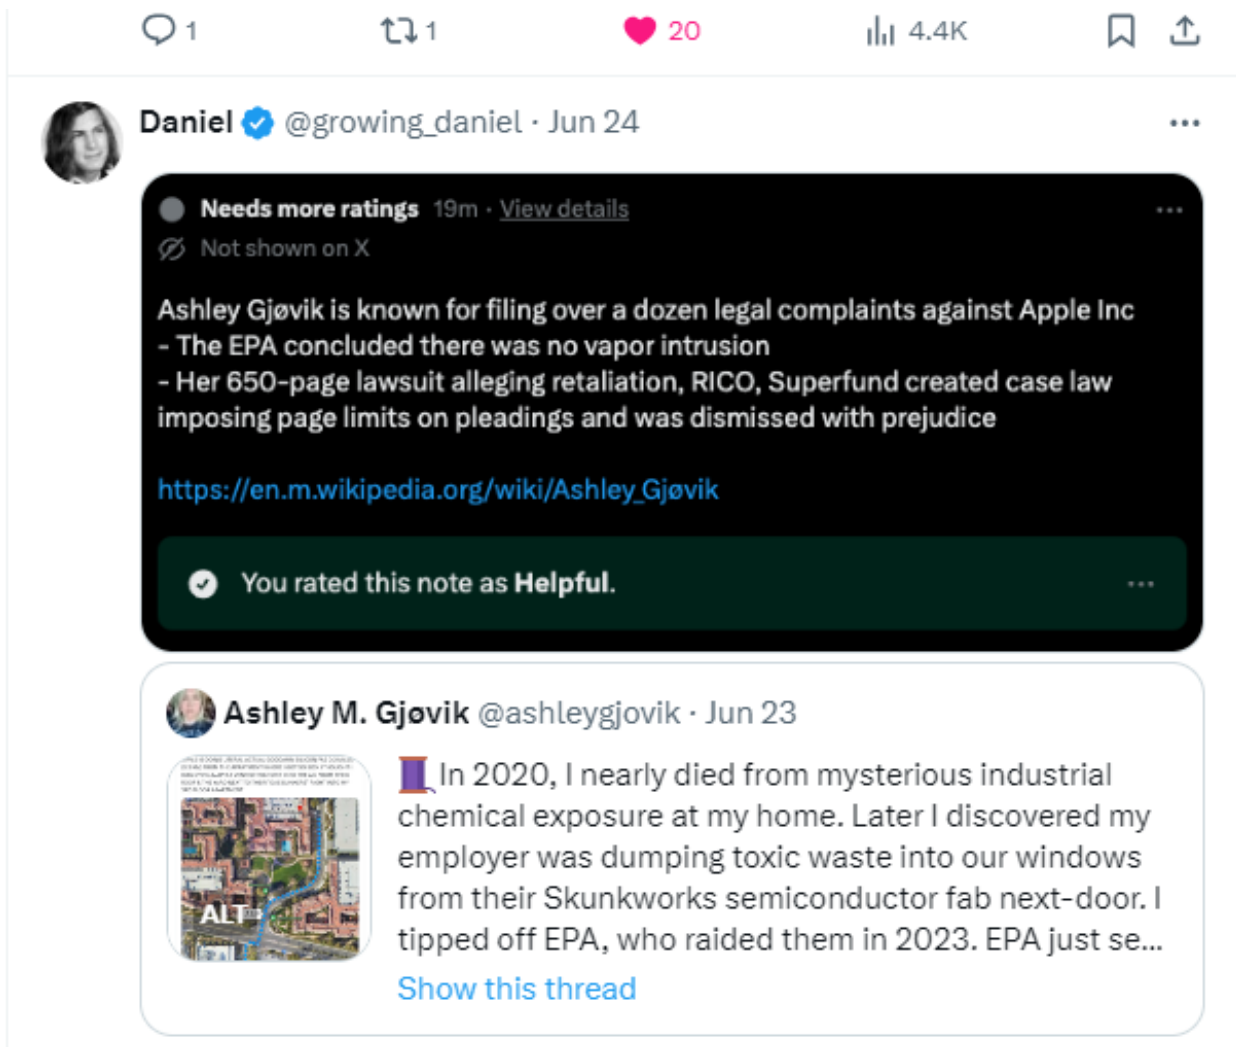 1 1 20 4.4K
Daniel @growing_daniel · Jun 24
Needs more ratings 19m · View details
Not shown on X
Ashley Gjøvik is known for filing over a dozen legal complaints against Apple Inc
- The EPA concluded there was no vapor intrusion
- Her 650-page lawsuit alleging retaliation, RICO, Superfund created case law
imposing page limits on pleadings and was dismissed with prejudice
https://en.m.wikipedia.org/wiki/Ashley_Gjøvik
You rated this note as Helpful.
Ashley M. Gjøvik @ashleygjovik · Jun 23
In 2020, I nearly died from mysterious industrial
chemical exposure at my home. Later I discovered my
employer was dumping toxic waste into our windows
from their Skunkworks semiconductor fab next-door. I
tipped off EPA, who raided them in 2023. EPA just se...
ALT
Show this thread